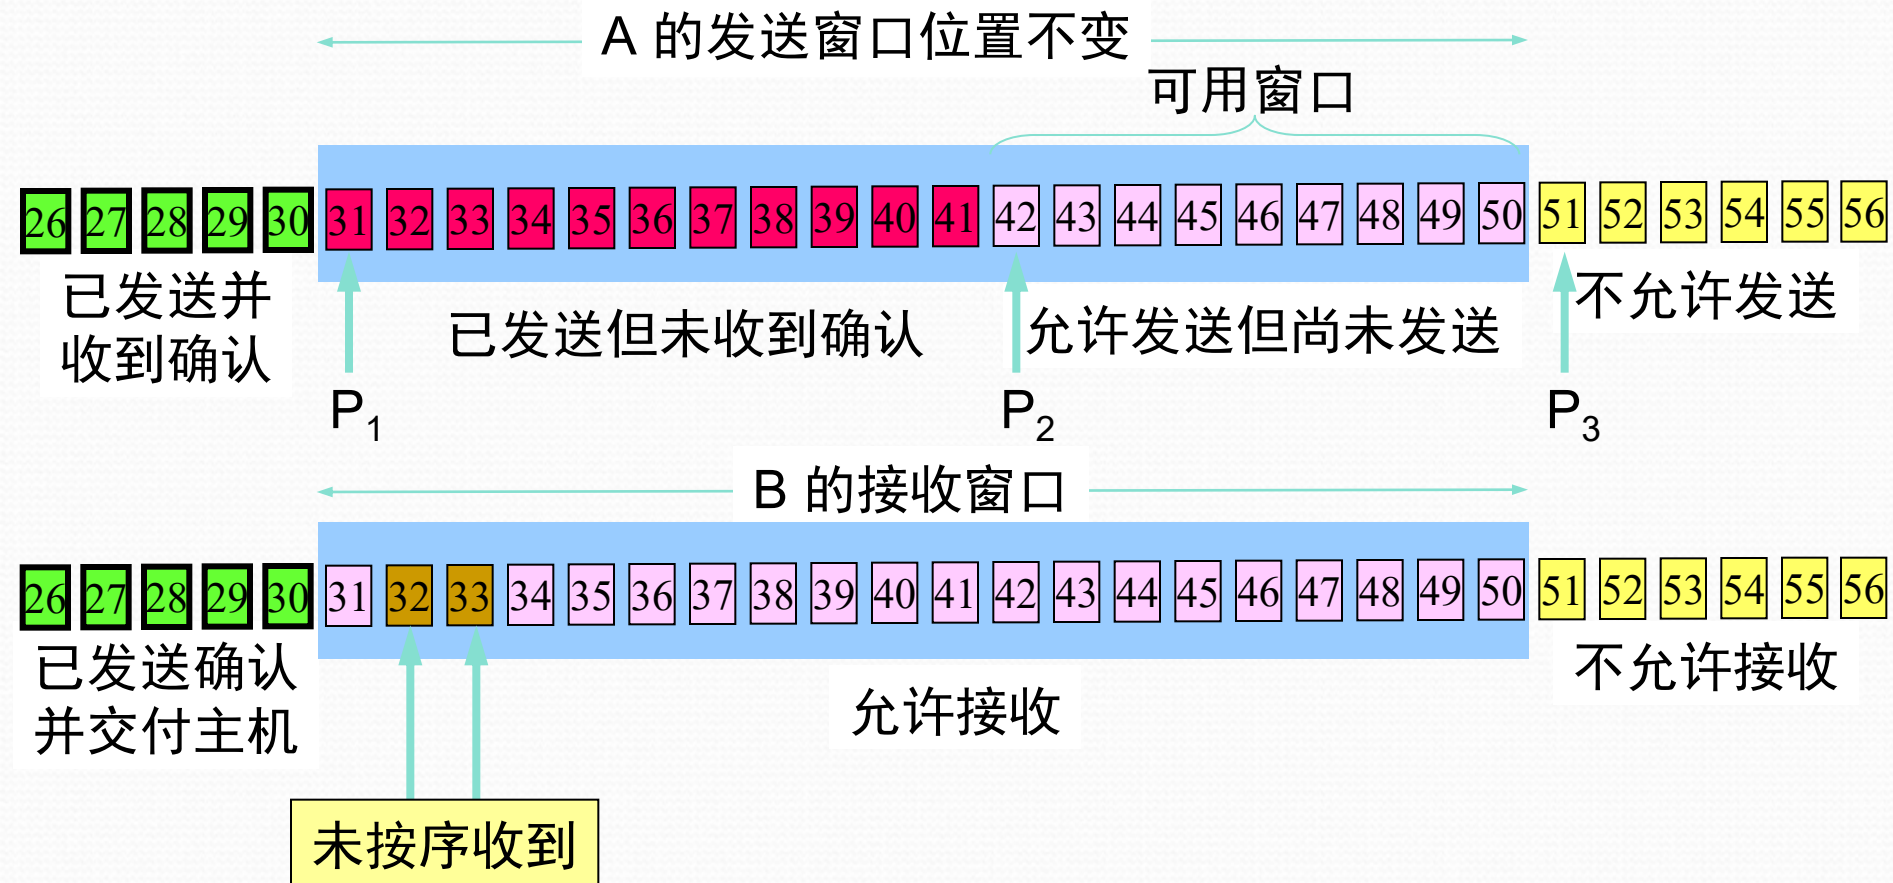 A 的发送窗口位置不变
可用窗口
26 27 28 29 30 31 32 33 34 35 36 37 38 39 40 41 42 43 44 45 46 47 48 49 50 51 52 53 54 55 56
已发送并
收到确认
已发送但未收到确认
允许发送但尚未发送
不允许发送
P1
P2
P3
B 的接收窗口
26 27 28 29 30 31 32 33 34 35 36 37 38 39 40 41 42 43 44 45 46 47 48 49 50 51 52 53 54 55 56
已发送确认
并交付主机
允许接收
不允许接收
未按序收到